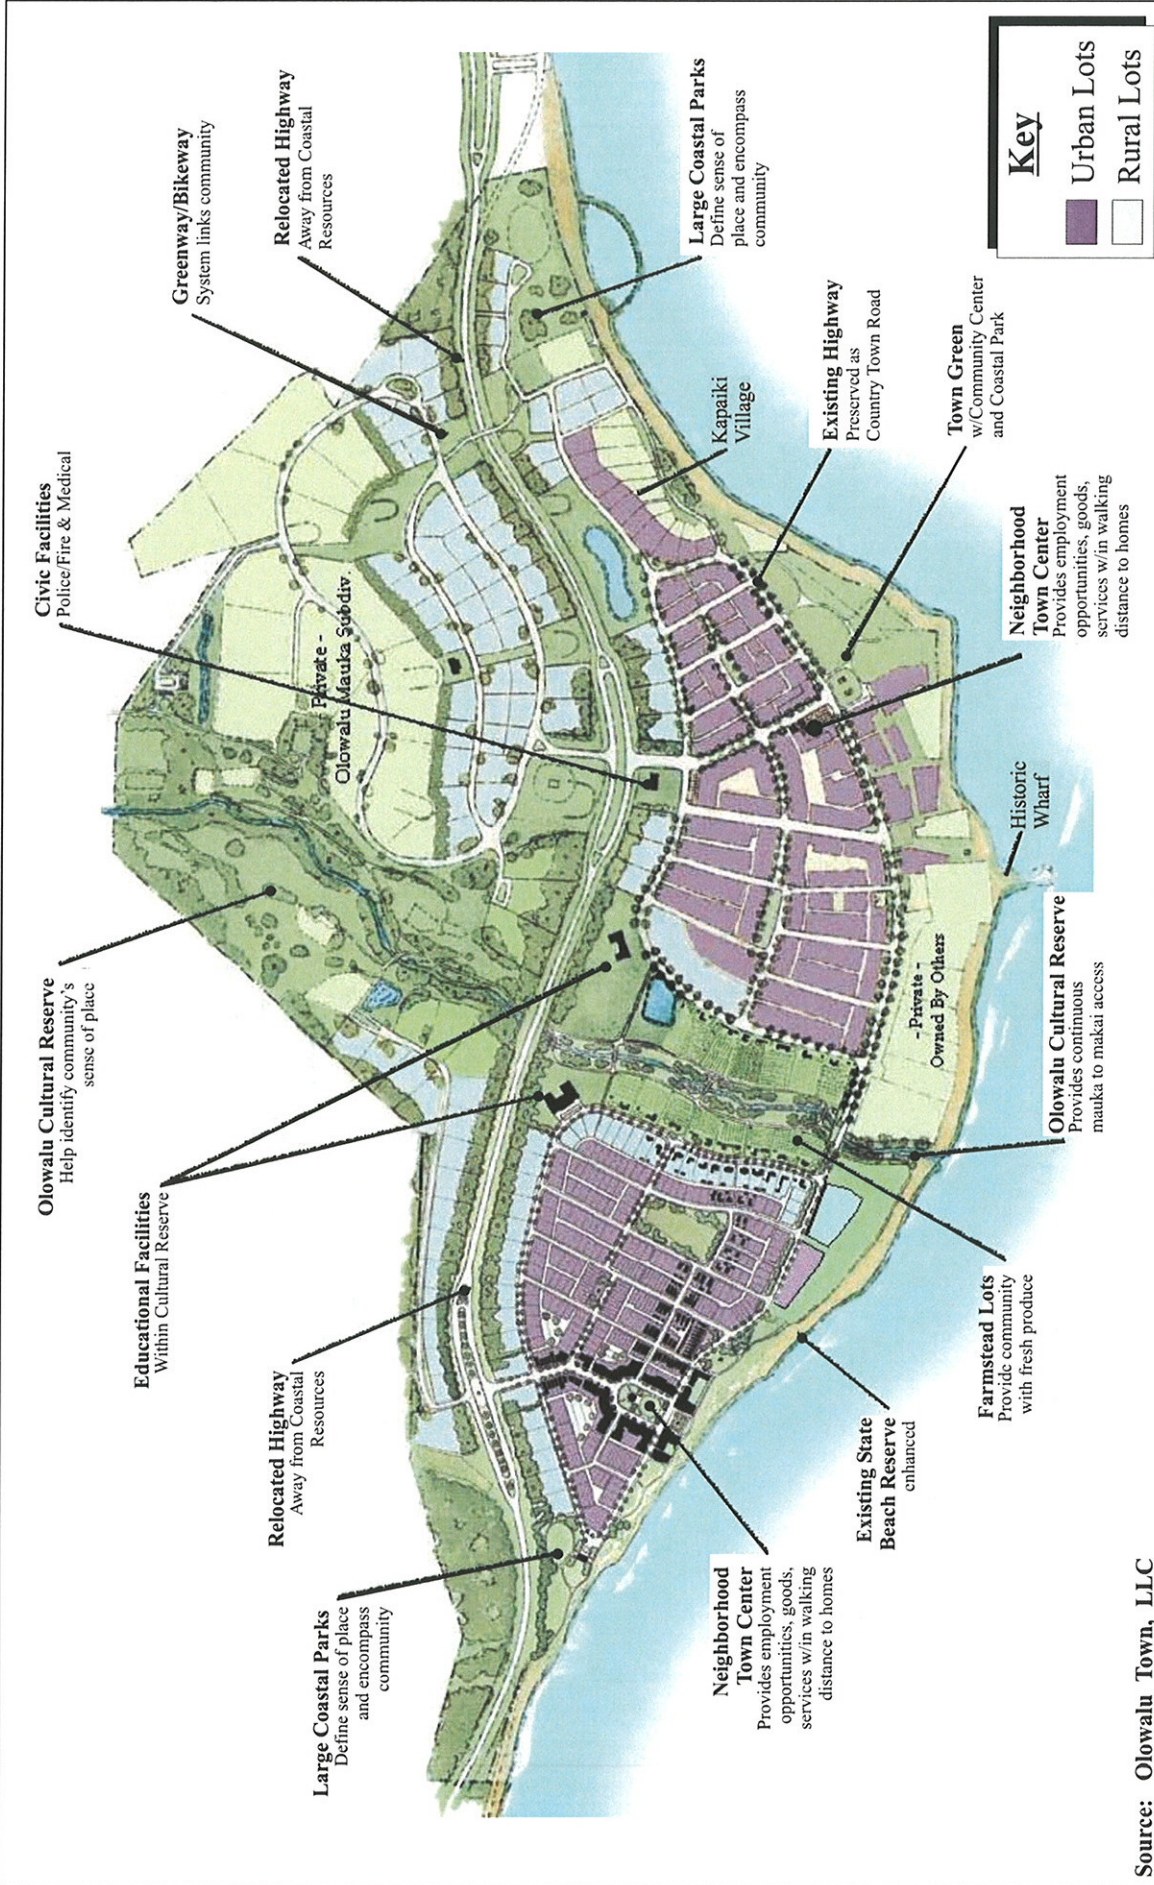 Civic Facilities
Police/Fire & Medical
Greenway/Bikeway
System links community
Relocated Highway
Away from Coastal
Resources
Olowalu Cultural Reserve
Help identify community's
sense of place
Educational Facilities
Within Cultural Reserve
Relocated Highway
Away from Coastal
Resources
Large Coastal Parks
Define sense of place
and encompass
community
- Private -
Olowalu Mauka Subdiv.
Large Coastal Parks
Define sense of
place and encompass
community
Kapaiki
Village
Existing Highway
Preserved as
Country Town Road
Town Green
w/Community Center
and Coastal Park
Neighborhood
Town Center
Provides employment
opportunities, goods,
services w/in walking
distance to homes
Historic
Wharf
- Private -
Owned By Others
Olowalu Cultural Reserve
Provides continuous
mauka to makai access
Farmstead Lots
Provide community
with fresh produce
Existing State
Beach Reserve
enhanced
Neighborhood
Town Center
Provides employment
opportunities, goods,
services w/in walking
distance to homes
Key
Urban Lots
Rural Lots
Source: Olowalu Town, LLC